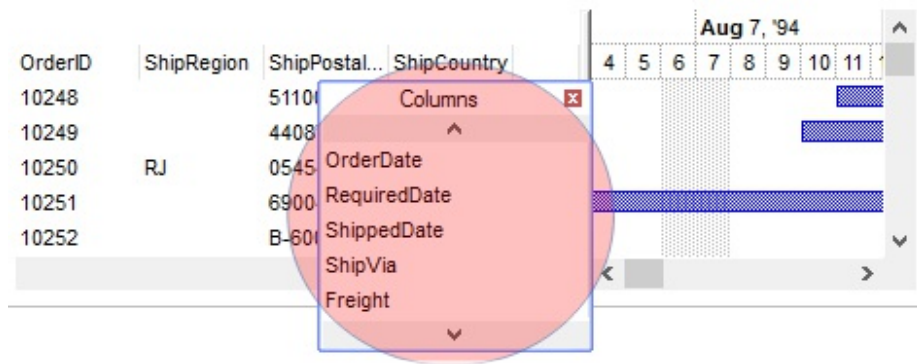 Aug 7, '94
OrderID ShipRegion ShipPostal... ShipCountry 4 5 6 7 8 9 10 11
10248 5110
Columns
10249 4408
OrderDate
10250 RJ 0545
RequiredDate
10251 6900
ShippedDate
10252 B-60
ShipVia
Freight